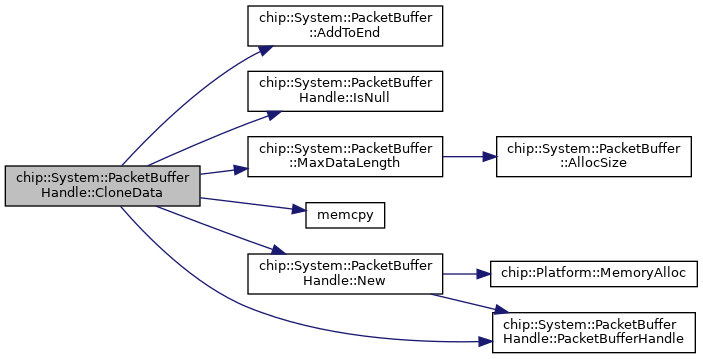 chip::System::PacketBuffer
::AddToEnd
chip::System::PacketBuffer
Handle::IsNull
chip::System::PacketBuffer
::MaxDataLength
chip::System::PacketBuffer
::AllocSize
chip::System::PacketBuffer
Handle::CloneData
memcpy
chip::System::PacketBuffer
Handle::New
chip::Platform::MemoryAlloc
chip::System::PacketBuffer
Handle::PacketBufferHandle